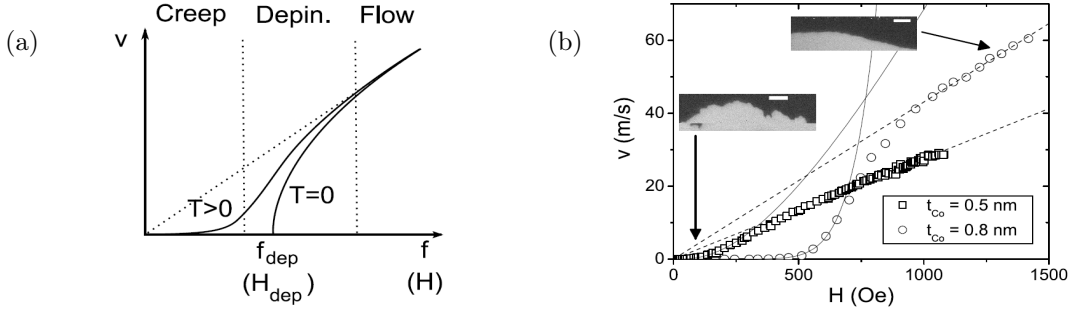 (a)
Creep
Depin.
Flow
v
T>0
T=0
f_dep
f
(H_dep)
(H)
(b)
v (m/s)
60
40
20
0
0
500
1000
1500
H (Oe)
t_Co = 0.5 nm
t_Co = 0.8 nm